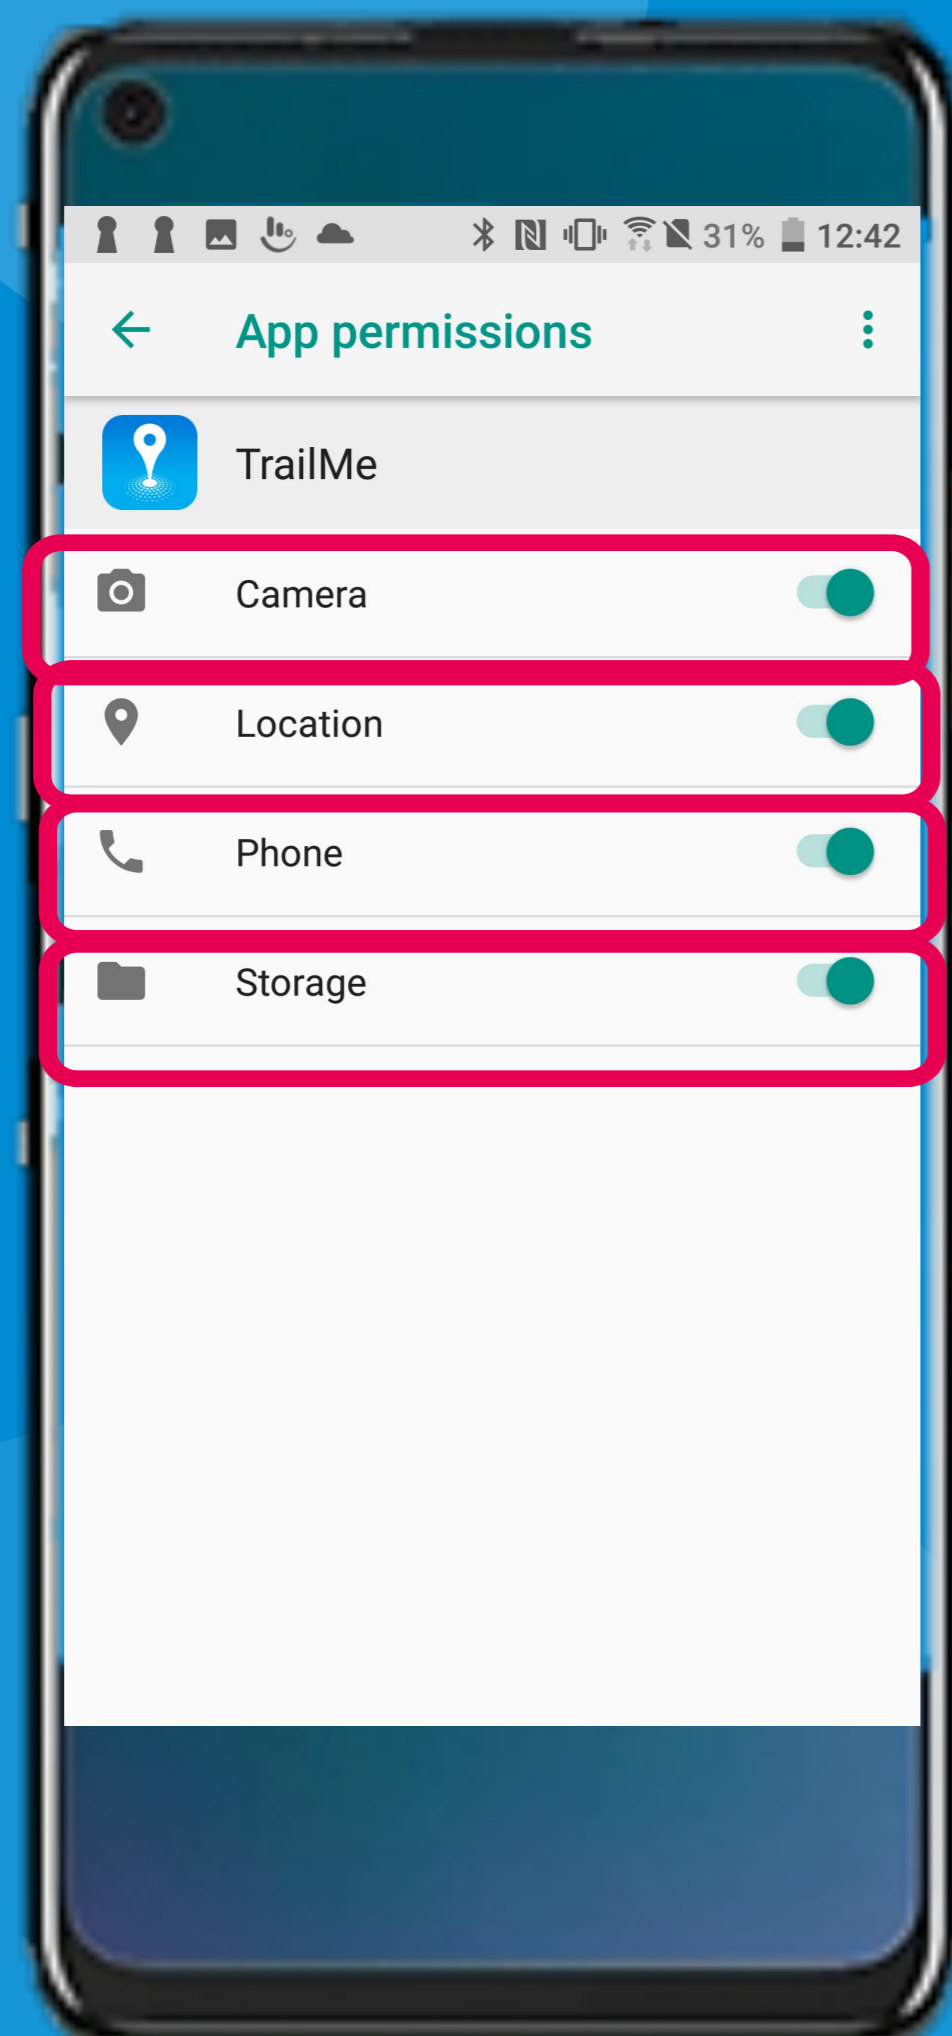 31% 12:42
App permissions
TrailMe
Camera
Location
Phone
Storage